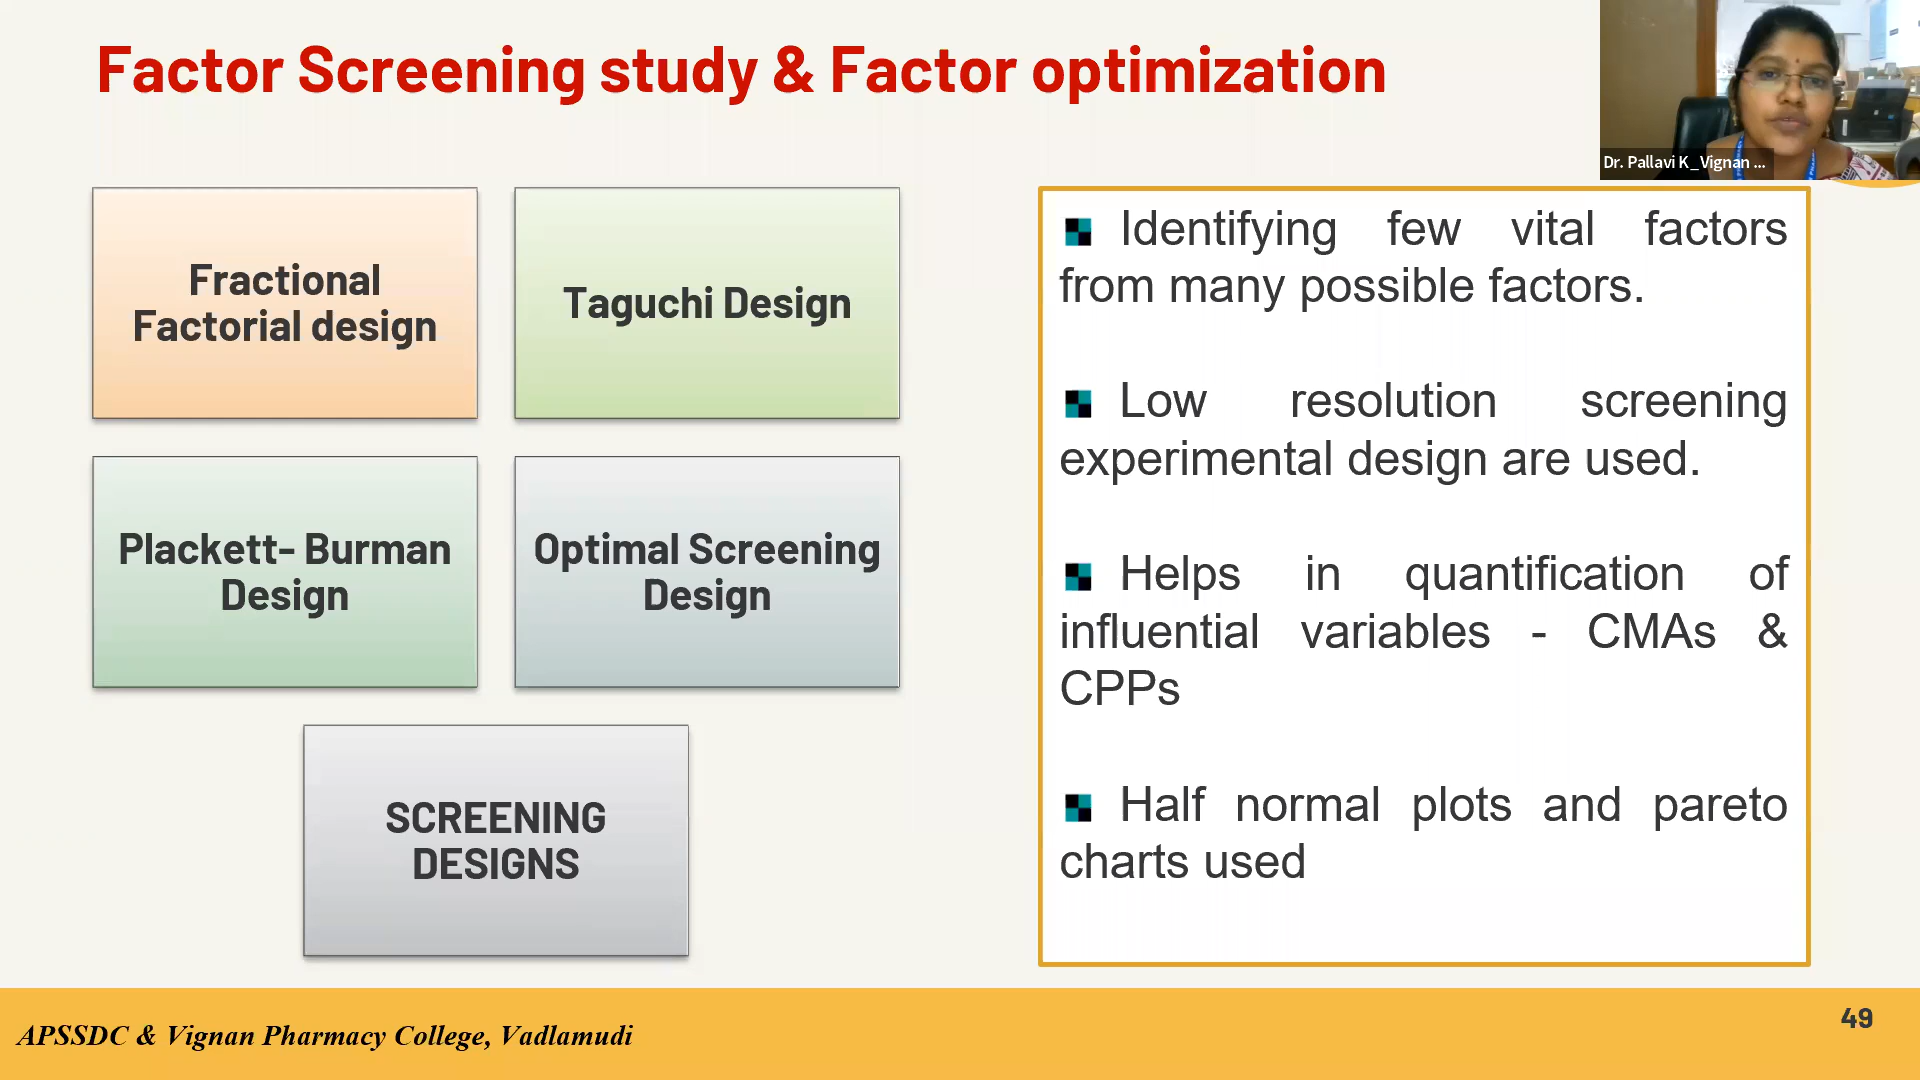 Factor Screening study & Factor optimization
Dr. Pallavi K_Vignan ...
Fractional
Factorial design
Taguchi Design
Plackett- Burman
Design
Optimal Screening
Design
SCREENING
DESIGNS
Identifying few vital factors
from many possible factors.
Low resolution screening
experimental design are used.
Helps in quantification of
influential variables - CMAs &
CPPs
Half normal plots and pareto
charts used
APSSDC & Vignan Pharmacy College, Vadlamudi
49